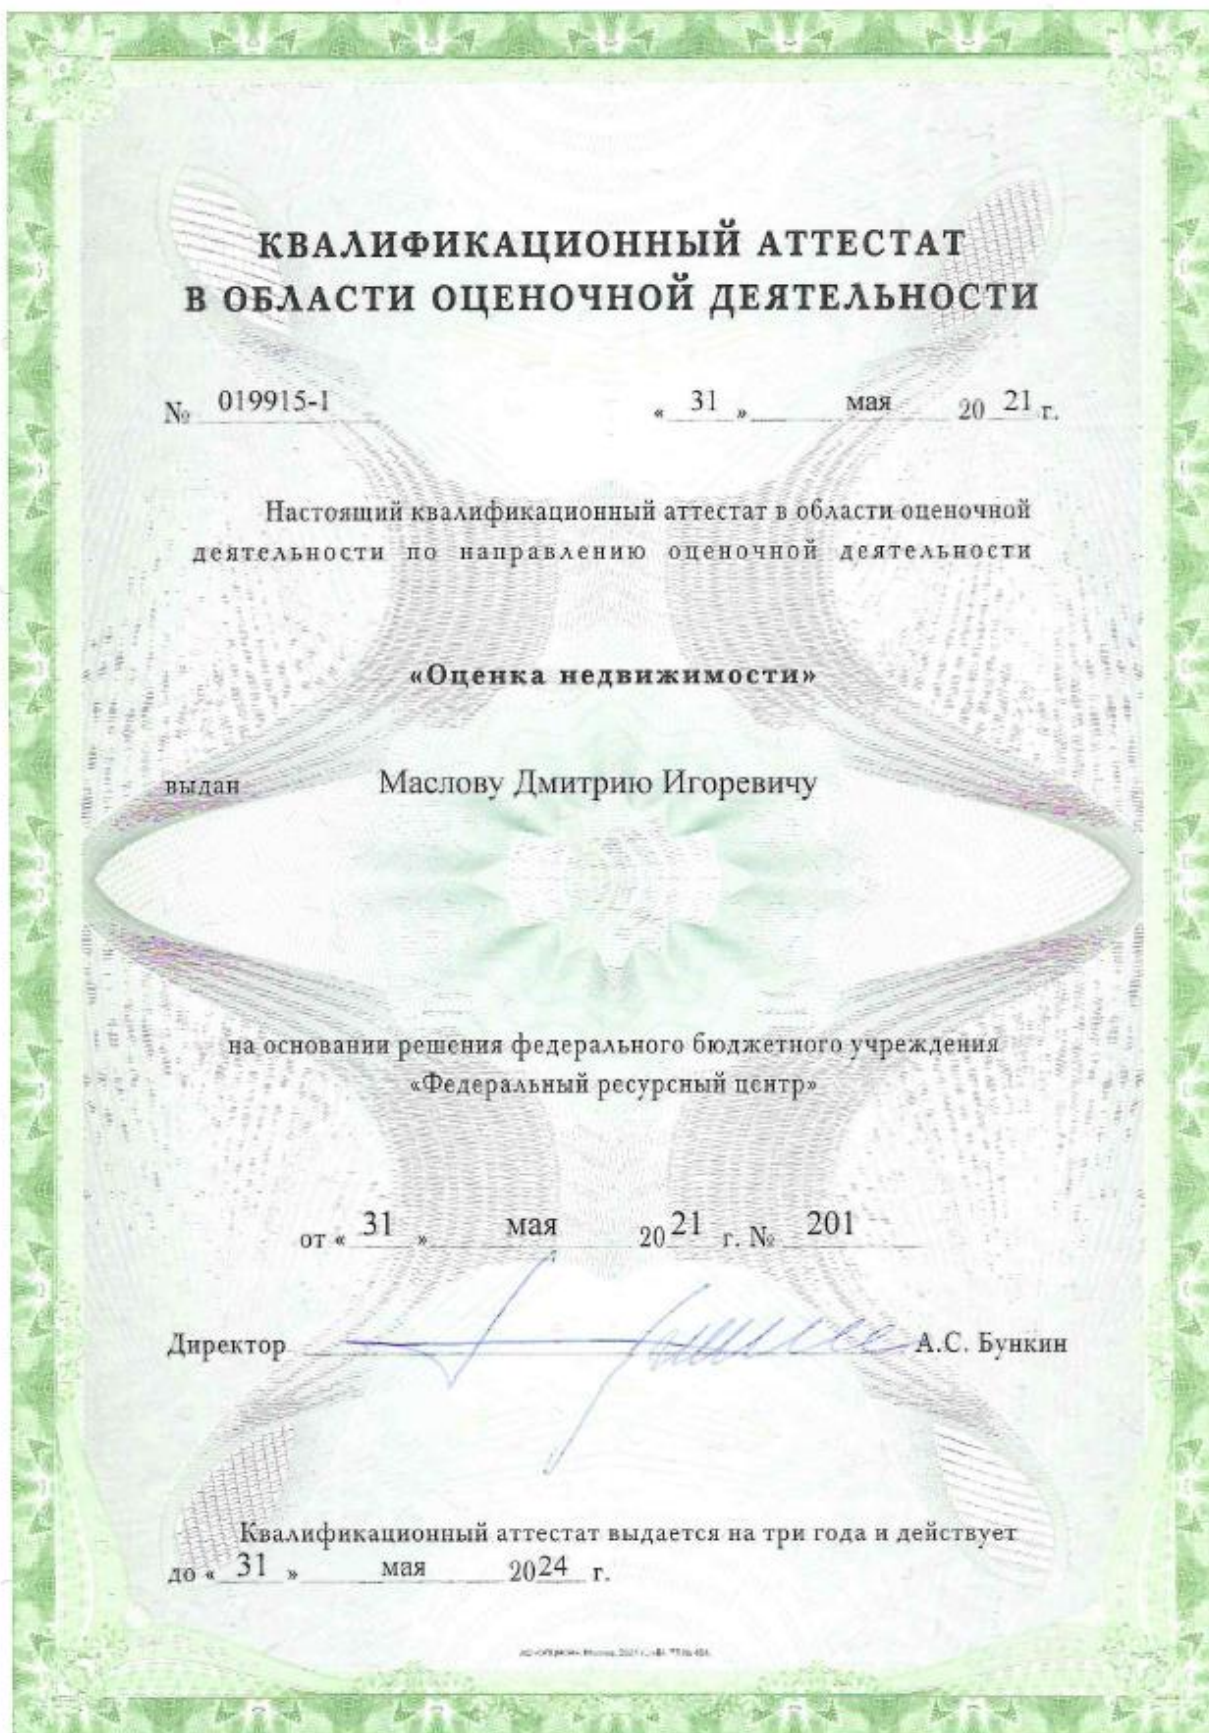 КВАЛИФИКАЦИОННЫЙ АТТЕСТАТ
В ОБЛАСТИ ОЦЕНОЧНОЙ ДЕЯТЕЛЬНОСТИ
№ 019915-1 « 31 » мая 20 21 г.
Настоящий квалификационный аттестат в области оценочной
деятельности по направлению оценочной деятельности
«Оценка недвижимости»
выдан Маслову Дмитрию Игоревичу
на основании решения федерального бюджетного учреждения
«Федеральный ресурсный центр»
от « 31 » мая 20 21 г. № 201
Директор А.С. Бункин
Квалификационный аттестат выдается на три года и действует
до « 31 » мая 20 24 г.